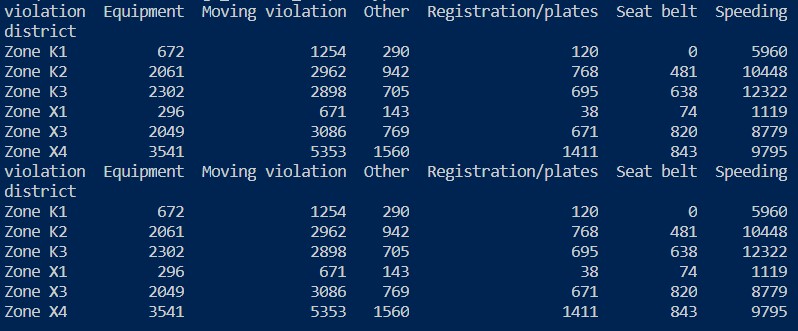 violation Equipment Moving violation Other Registration/plates Seat belt Speeding
district
Zone K1 672 1254 290 120 0 5960
Zone K2 2061 2962 942 768 481 10448
Zone K3 2302 2898 705 695 638 12322
Zone X1 296 671 143 38 74 1119
Zone X3 2049 3086 769 671 820 8779
Zone X4 3541 5353 1560 1411 843 9795
violation Equipment Moving violation Other Registration/plates Seat belt Speeding
district
Zone K1 672 1254 290 120 0 5960
Zone K2 2061 2962 942 768 481 10448
Zone K3 2302 2898 705 695 638 12322
Zone X1 296 671 143 38 74 1119
Zone X3 2049 3086 769 671 820 8779
Zone X4 3541 5353 1560 1411 843 9795